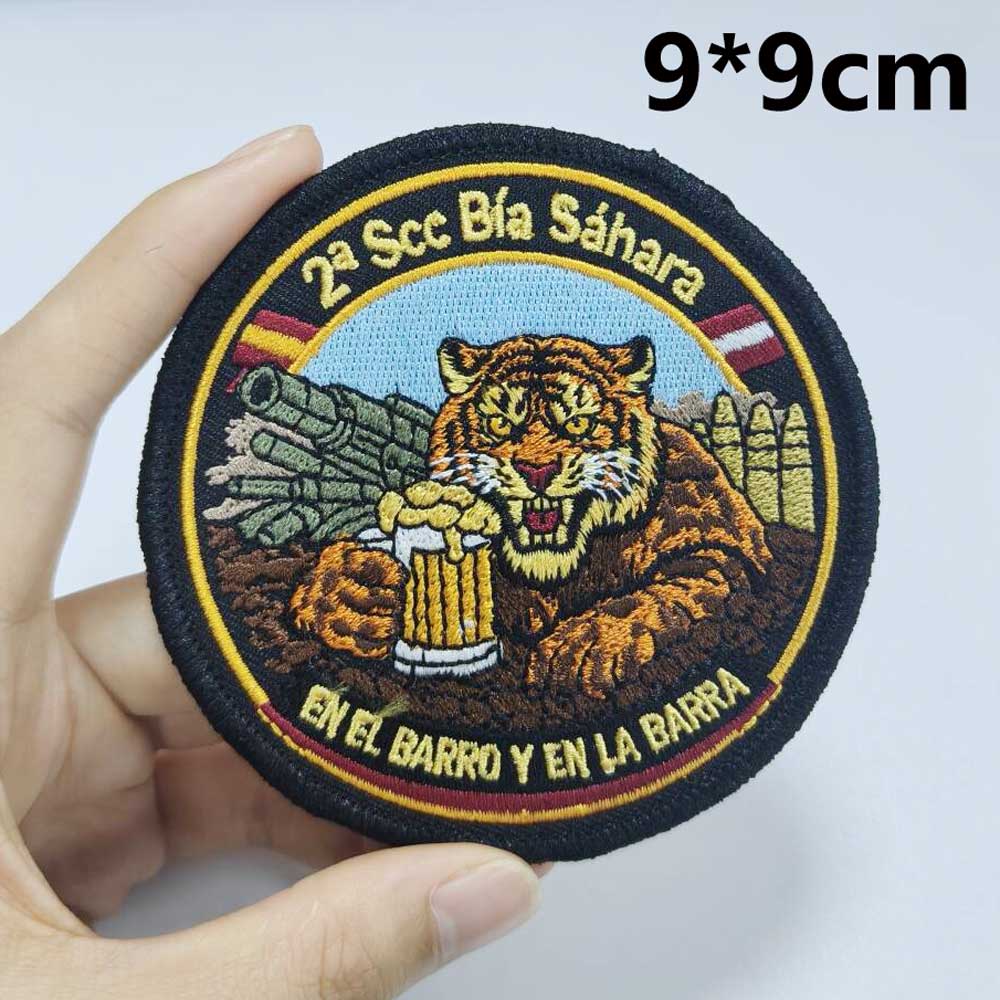 9*9cm
2ª Scc Bía Sáhara
EN EL BARRO Y EN LA BARRA